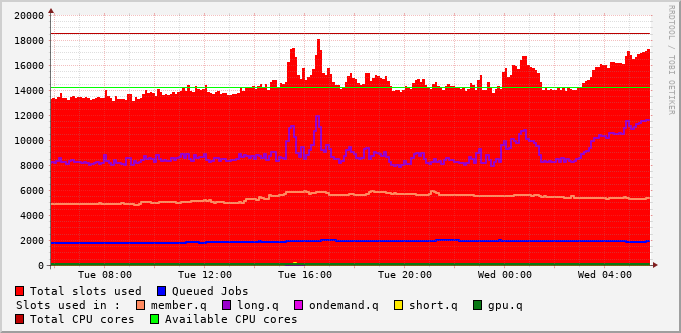 RRDTOOL / TOBI OETIKER
20000
18000
16000
14000
12000
10000
8000
6000
4000
2000
0
Tue 08:00 Tue 12:00 Tue 16:00 Tue 20:00 Wed 00:00 Wed 04:00
Total slots used Queued Jobs
Slots used in : member.q long.q ondemand.q short.q gpu.q
Total CPU cores Available CPU cores